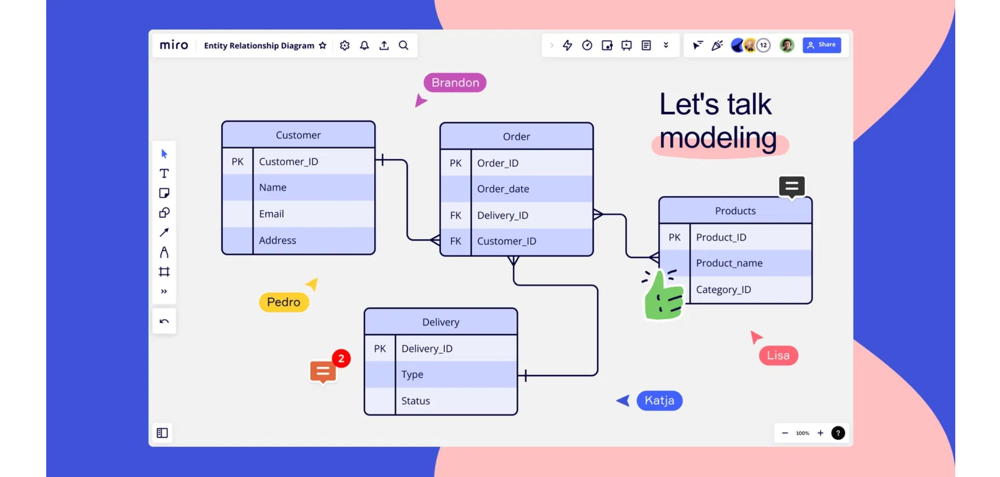 miro Entity Relationship Diagram
12 Share
Brandon
Let's talk
modeling
Customer
PK Customer_ID
Name
Email
Address
Order
PK Order_ID
Order_date
FK Delivery_ID
FK Customer_ID
Products
PK Product_ID
Product_name
Category_ID
Pedro
Delivery
PK Delivery_ID
Type
Status
2
Lisa
Katja
100% ?